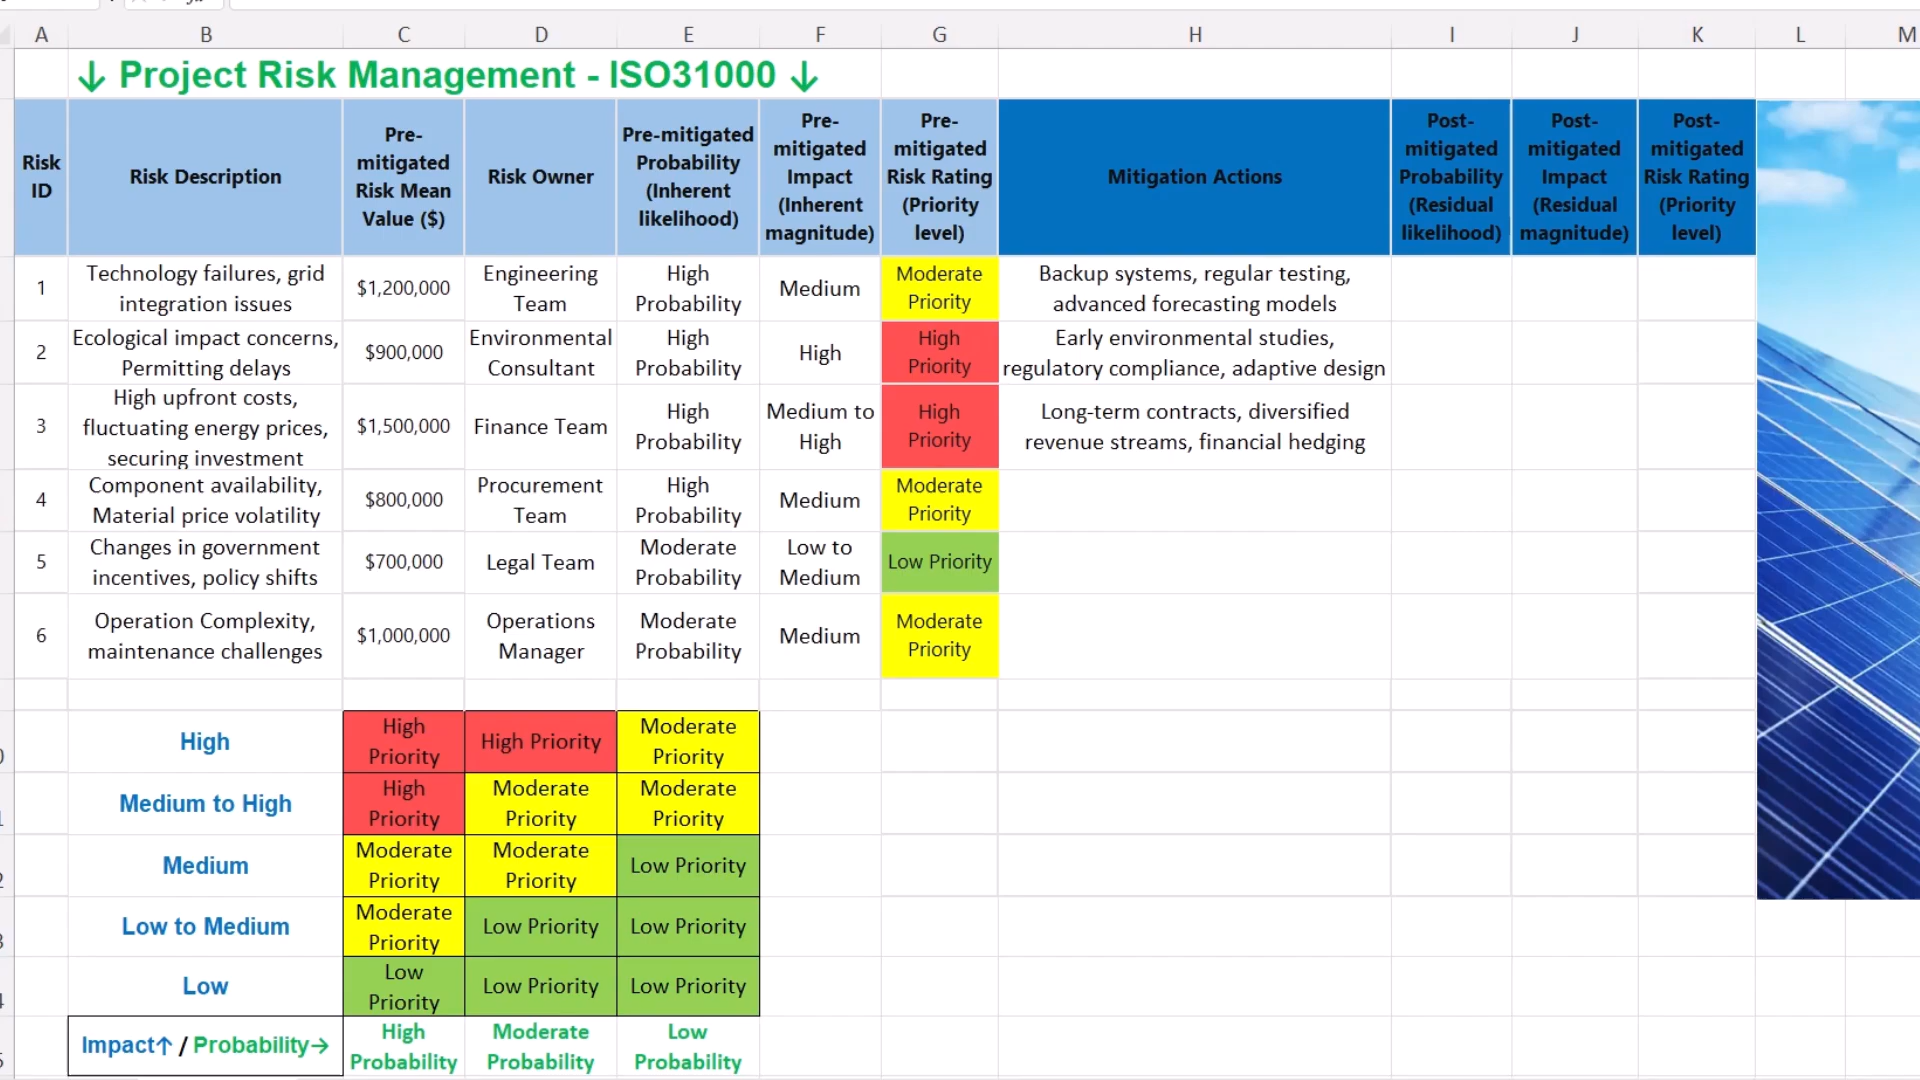 A B C D E F G H I J K L M
↓ Project Risk Management - ISO31000 ↓
Risk
ID
Risk Description
Pre-
mitigated
Risk Mean
Value ($)
Risk Owner
Pre-mitigated
Probability
(Inherent
likelihood)
Pre-
mitigated
Impact
(Inherent
magnitude)
Pre-
mitigated
Risk Rating
(Priority
level)
Mitigation Actions
Post-
mitigated
Probability
(Residual
likelihood)
Post-
mitigated
Impact
(Residual
magnitude)
Post-
mitigated
Risk Rating
(Priority
level)
1
Technology failures, grid
integration issues
$1,200,000
Engineering
Team
High
Probability
Medium
Moderate
Priority
Backup systems, regular testing,
advanced forecasting models
2
Ecological impact concerns,
Permitting delays
$900,000
Environmental
Consultant
High
Probability
High
High
Priority
Early environmental studies,
regulatory compliance, adaptive design
3
High upfront costs,
fluctuating energy prices,
securing investment
$1,500,000
Finance Team
High
Probability
Medium to
High
High
Priority
Long-term contracts, diversified
revenue streams, financial hedging
4
Component availability,
Material price volatility
$800,000
Procurement
Team
High
Probability
Medium
Moderate
Priority
5
Changes in government
incentives, policy shifts
$700,000
Legal Team
Moderate
Probability
Low to
Medium
Low Priority
6
Operation Complexity,
maintenance challenges
$1,000,000
Operations
Manager
Moderate
Probability
Medium
Moderate
Priority
High
High
Priority
High Priority
Moderate
Priority
Medium to High
High
Priority
Moderate
Priority
Moderate
Priority
Medium
Moderate
Priority
Moderate
Priority
Low Priority
Low to Medium
Moderate
Priority
Low Priority
Low Priority
Low
Low
Priority
Low Priority
Low Priority
Impact↑ / Probability→
High
Probability
Moderate
Probability
Low
Probability